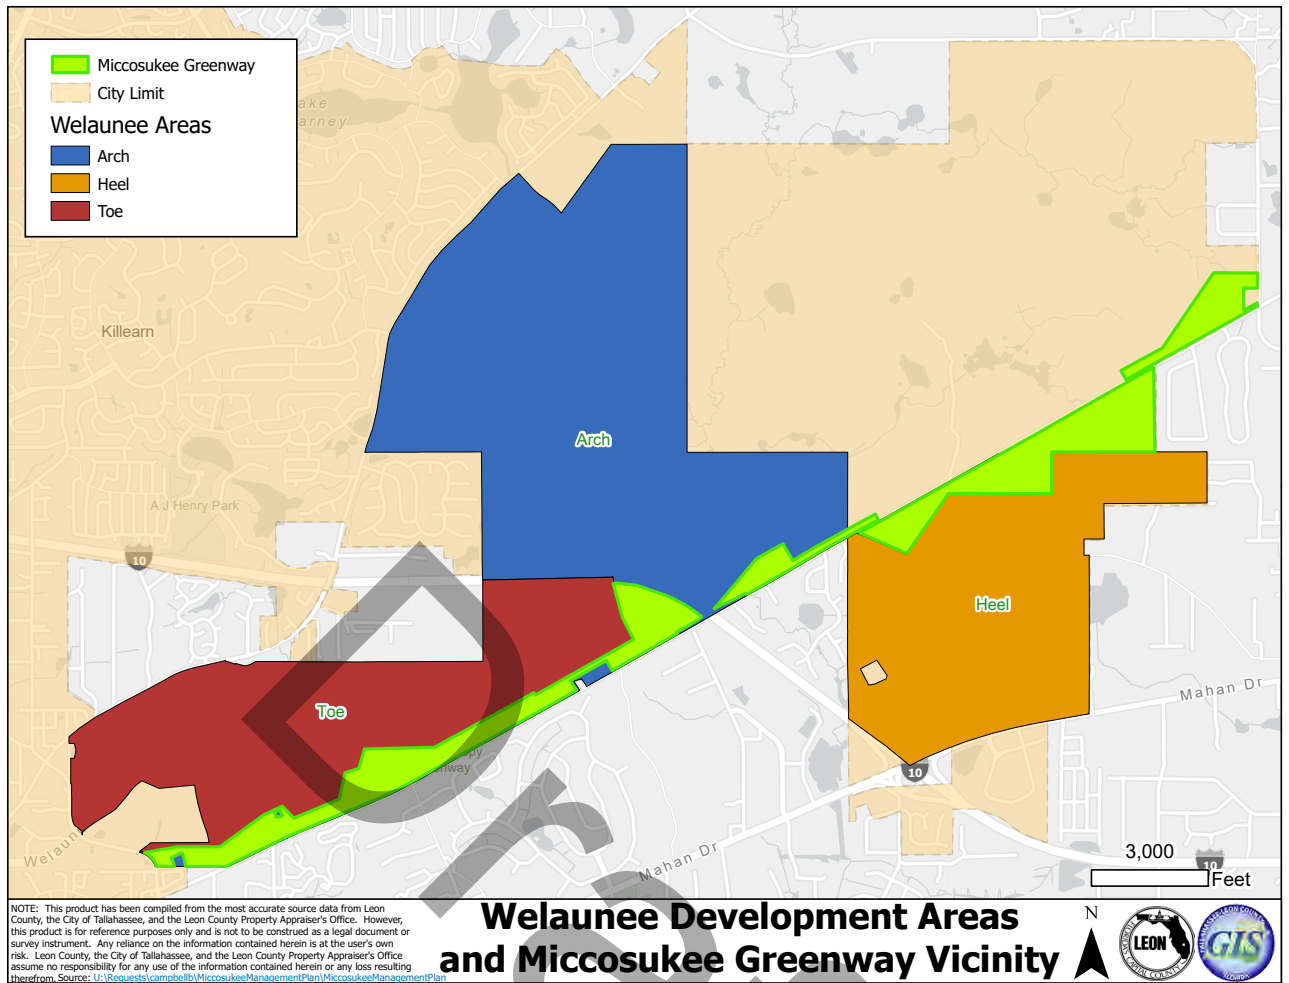 Miccosukee Greenway
City Limit
Welaunee Areas
Arch
Heel
Toe
Killearn
A J Henry Park
10
Arch
Heel
Toe
Mahan Dr
10
Mahan Dr
3,000
10
Feet
NOTE: This product has been compiled from the most accurate source data from Leon
County, the City of Tallahassee, and the Leon County Property Appraiser's Office. However,
this product is for reference purposes only and is not to be construed as a legal document or
survey instrument. Any reliance on the information contained herein is at the user's own
risk. Leon County, the City of Tallahassee, and the Leon County Property Appraiser's Office
assume no responsibility for any use of the information contained herein or any loss resulting
therefrom. Source: U:\Requests\campbellb\MiccosukeeManagementPlan\MiccosukeeManagementPlan
Welaunee Development Areas
and Miccosukee Greenway Vicinity
N
LEON
GIS